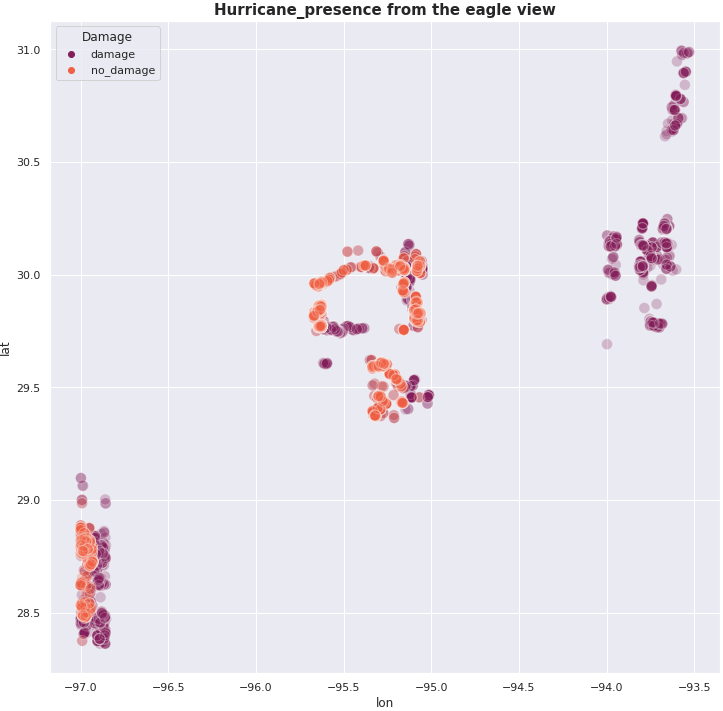 Hurricane_presence from the eagle view
Damage
damage
no_damage
31.0
30.5
30.0
29.5
29.0
28.5
lat
−97.0 −96.5 −96.0 −95.5 −95.0 −94.5 −94.0 −93.5
lon